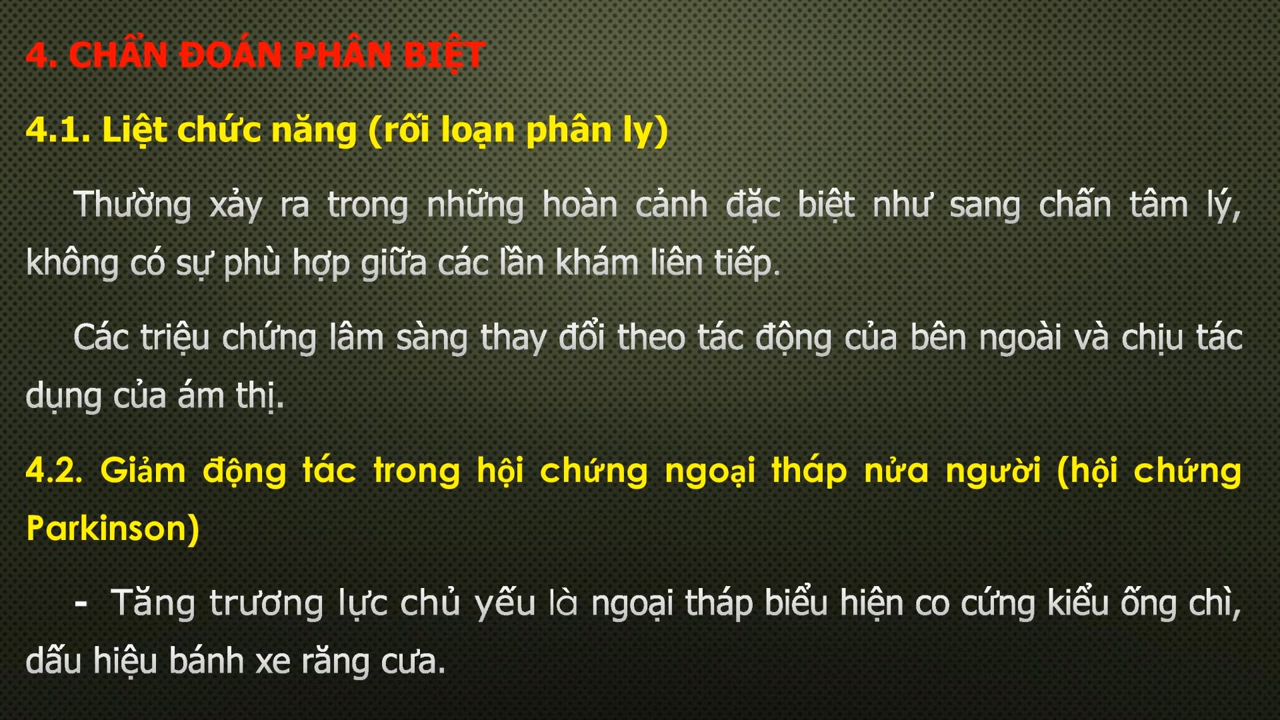 4. CHẨN ĐOÁN PHÂN BIỆT
4.1. Liệt chức năng (rối loạn phân ly)
Thường xảy ra trong những hoàn cảnh đặc biệt như sang chấn tâm lý,
không có sự phù hợp giữa các lần khám liên tiếp.
Các triệu chứng lâm sàng thay đổi theo tác động của bên ngoài và chịu tác
dụng của ám thị.
4.2. Giảm động tác trong hội chứng ngoại tháp nửa người (hội chứng
Parkinson)
- Tăng trương lực chủ yếu là ngoại tháp biểu hiện co cứng kiểu ống chì,
dấu hiệu bánh xe răng cưa.